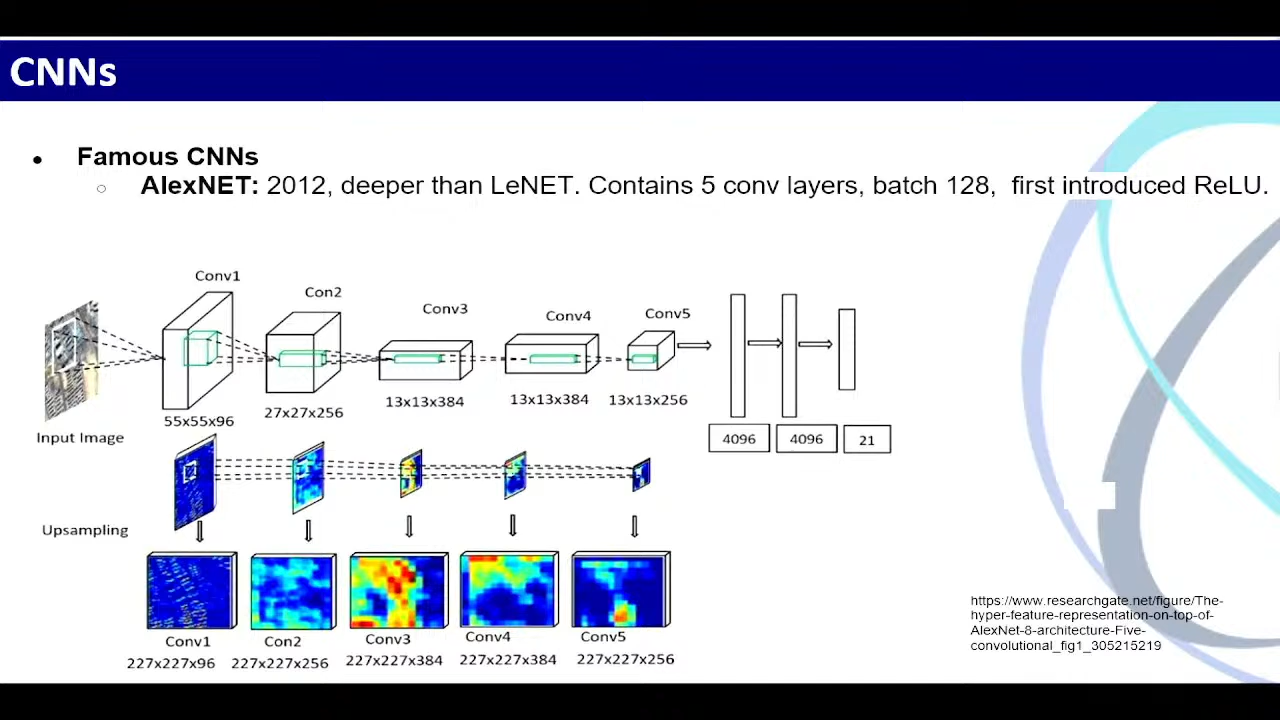 CNNs
Famous CNNs
AlexNET: 2012, deeper than LeNET. Contains 5 conv layers, batch 128, first introduced ReLU.
Conv1
Con2
Conv3
Conv4
Conv5
55x55x96
27x27x256
13x13x384
13x13x384
13x13x256
Input Image
4096
4096
21
Upsampling
Conv1
Con2
Conv3
Conv4
Conv5
227x227x96
227x227x256
227x227x384
227x227x384
227x227x256
https://www.researchgate.net/figure/The-
hyper-feature-representation-on-top-of-
AlexNet-8-architecture-Five-
convolutional_fig1_305215219